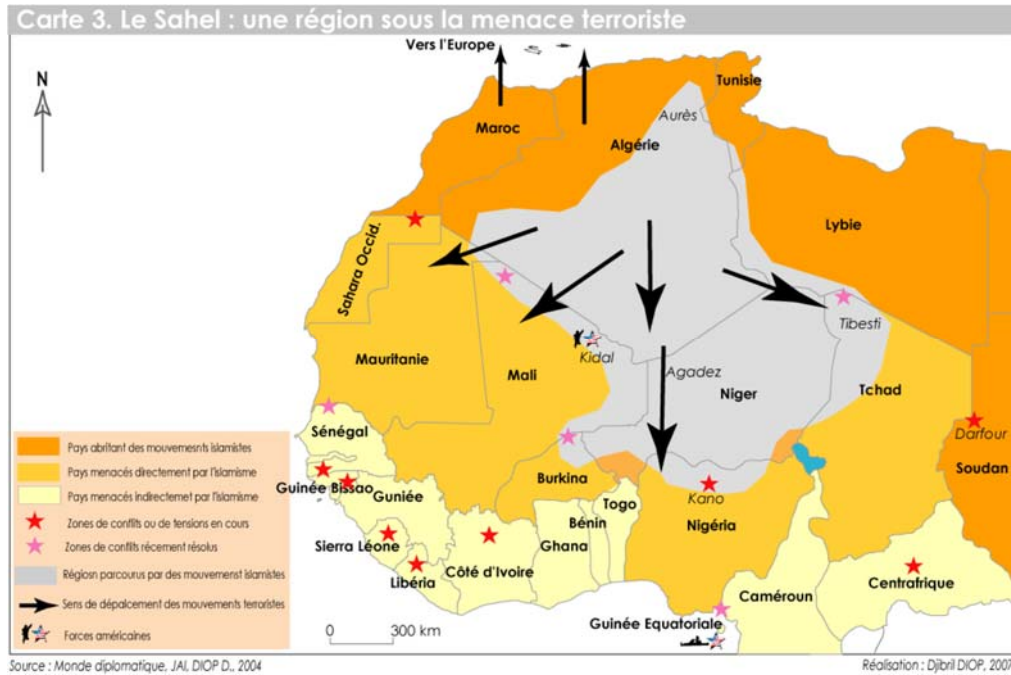 Carte 3. Le Sahel : une région sous la menace terroriste
Vers l'Europe
N
Tunisie
Maroc
Aurès
Algérie
Lybie
Sahara Occid.
Tibesti
Kidal
Mauritanie
Mali
Agadez
Niger
Tchad
Sénégal
Darfour
Soudan
Guinée Bissao
Guniée
Burkina
Togo
Kano
Bénin
Nigéria
Sierra Léone
Ghana
Côté d'Ivoire
Libéria
Centrafrique
Caméroun
Guinée Equatoriale
Pays abritant des mouvemesnts islamistes
Pays menacés directement par l'islamisme
Pays menacés indirectement par l'islamisme
Zones de conflits ou de tensions en cours
Zones de conflits récement résolus
Régiosn parcourus par des mouvemenst islamistes
Sens de dépalcement des mouvements terroristes
Forces américaines
0 300 km
Source : Monde diplomatique, JAI, DIOP D., 2004
Réalisation : Djibril DIOP, 2007